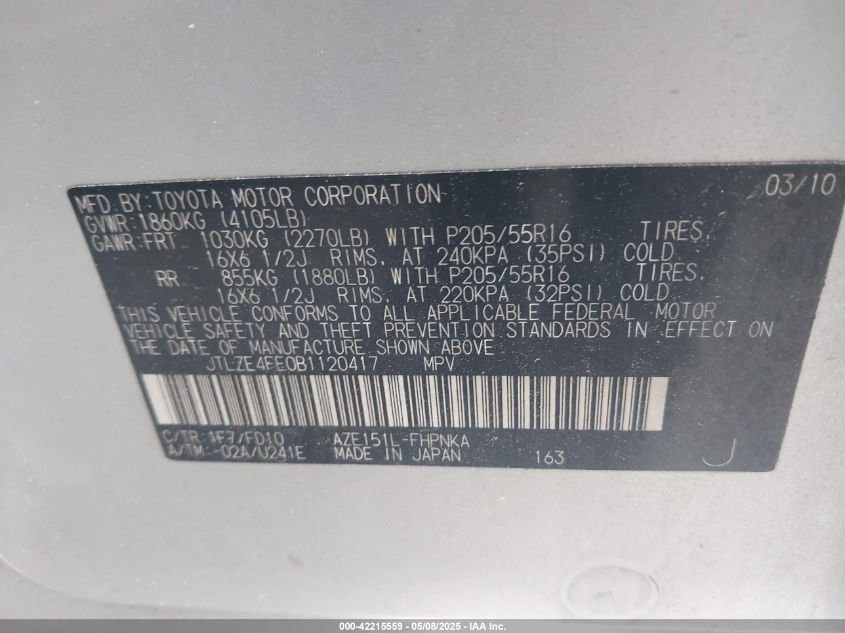 MFD BY:TOYOTA MOTOR CORPORATION 03/10
GVWR:1860KG (4105LB)
GAWR:FRT 1030KG (2270LB) WITH P205/55R16 TIRES,
16X6 1/2J RIMS, AT 240KPA (35PSI) COLD
RR 855KG (1880LB) WITH P205/55R16 TIRES,
16X6 1/2J RIMS, AT 220KPA (32PSI) COLD
THIS VEHICLE CONFORMS TO ALL APPLICABLE FEDERAL MOTOR
VEHICLE SAFETY AND THEFT PREVENTION STANDARDS IN EFFECT ON
THE DATE OF MANUFACTURE SHOWN ABOVE
JTLZE4FE0B1120417 MPV
C/TR:1F7/FD10 AZE151L-FHPNKA
A/TM:-02A/U241E MADE IN JAPAN 163 J
000-42215559 - 05/08/2025 - IAA Inc.